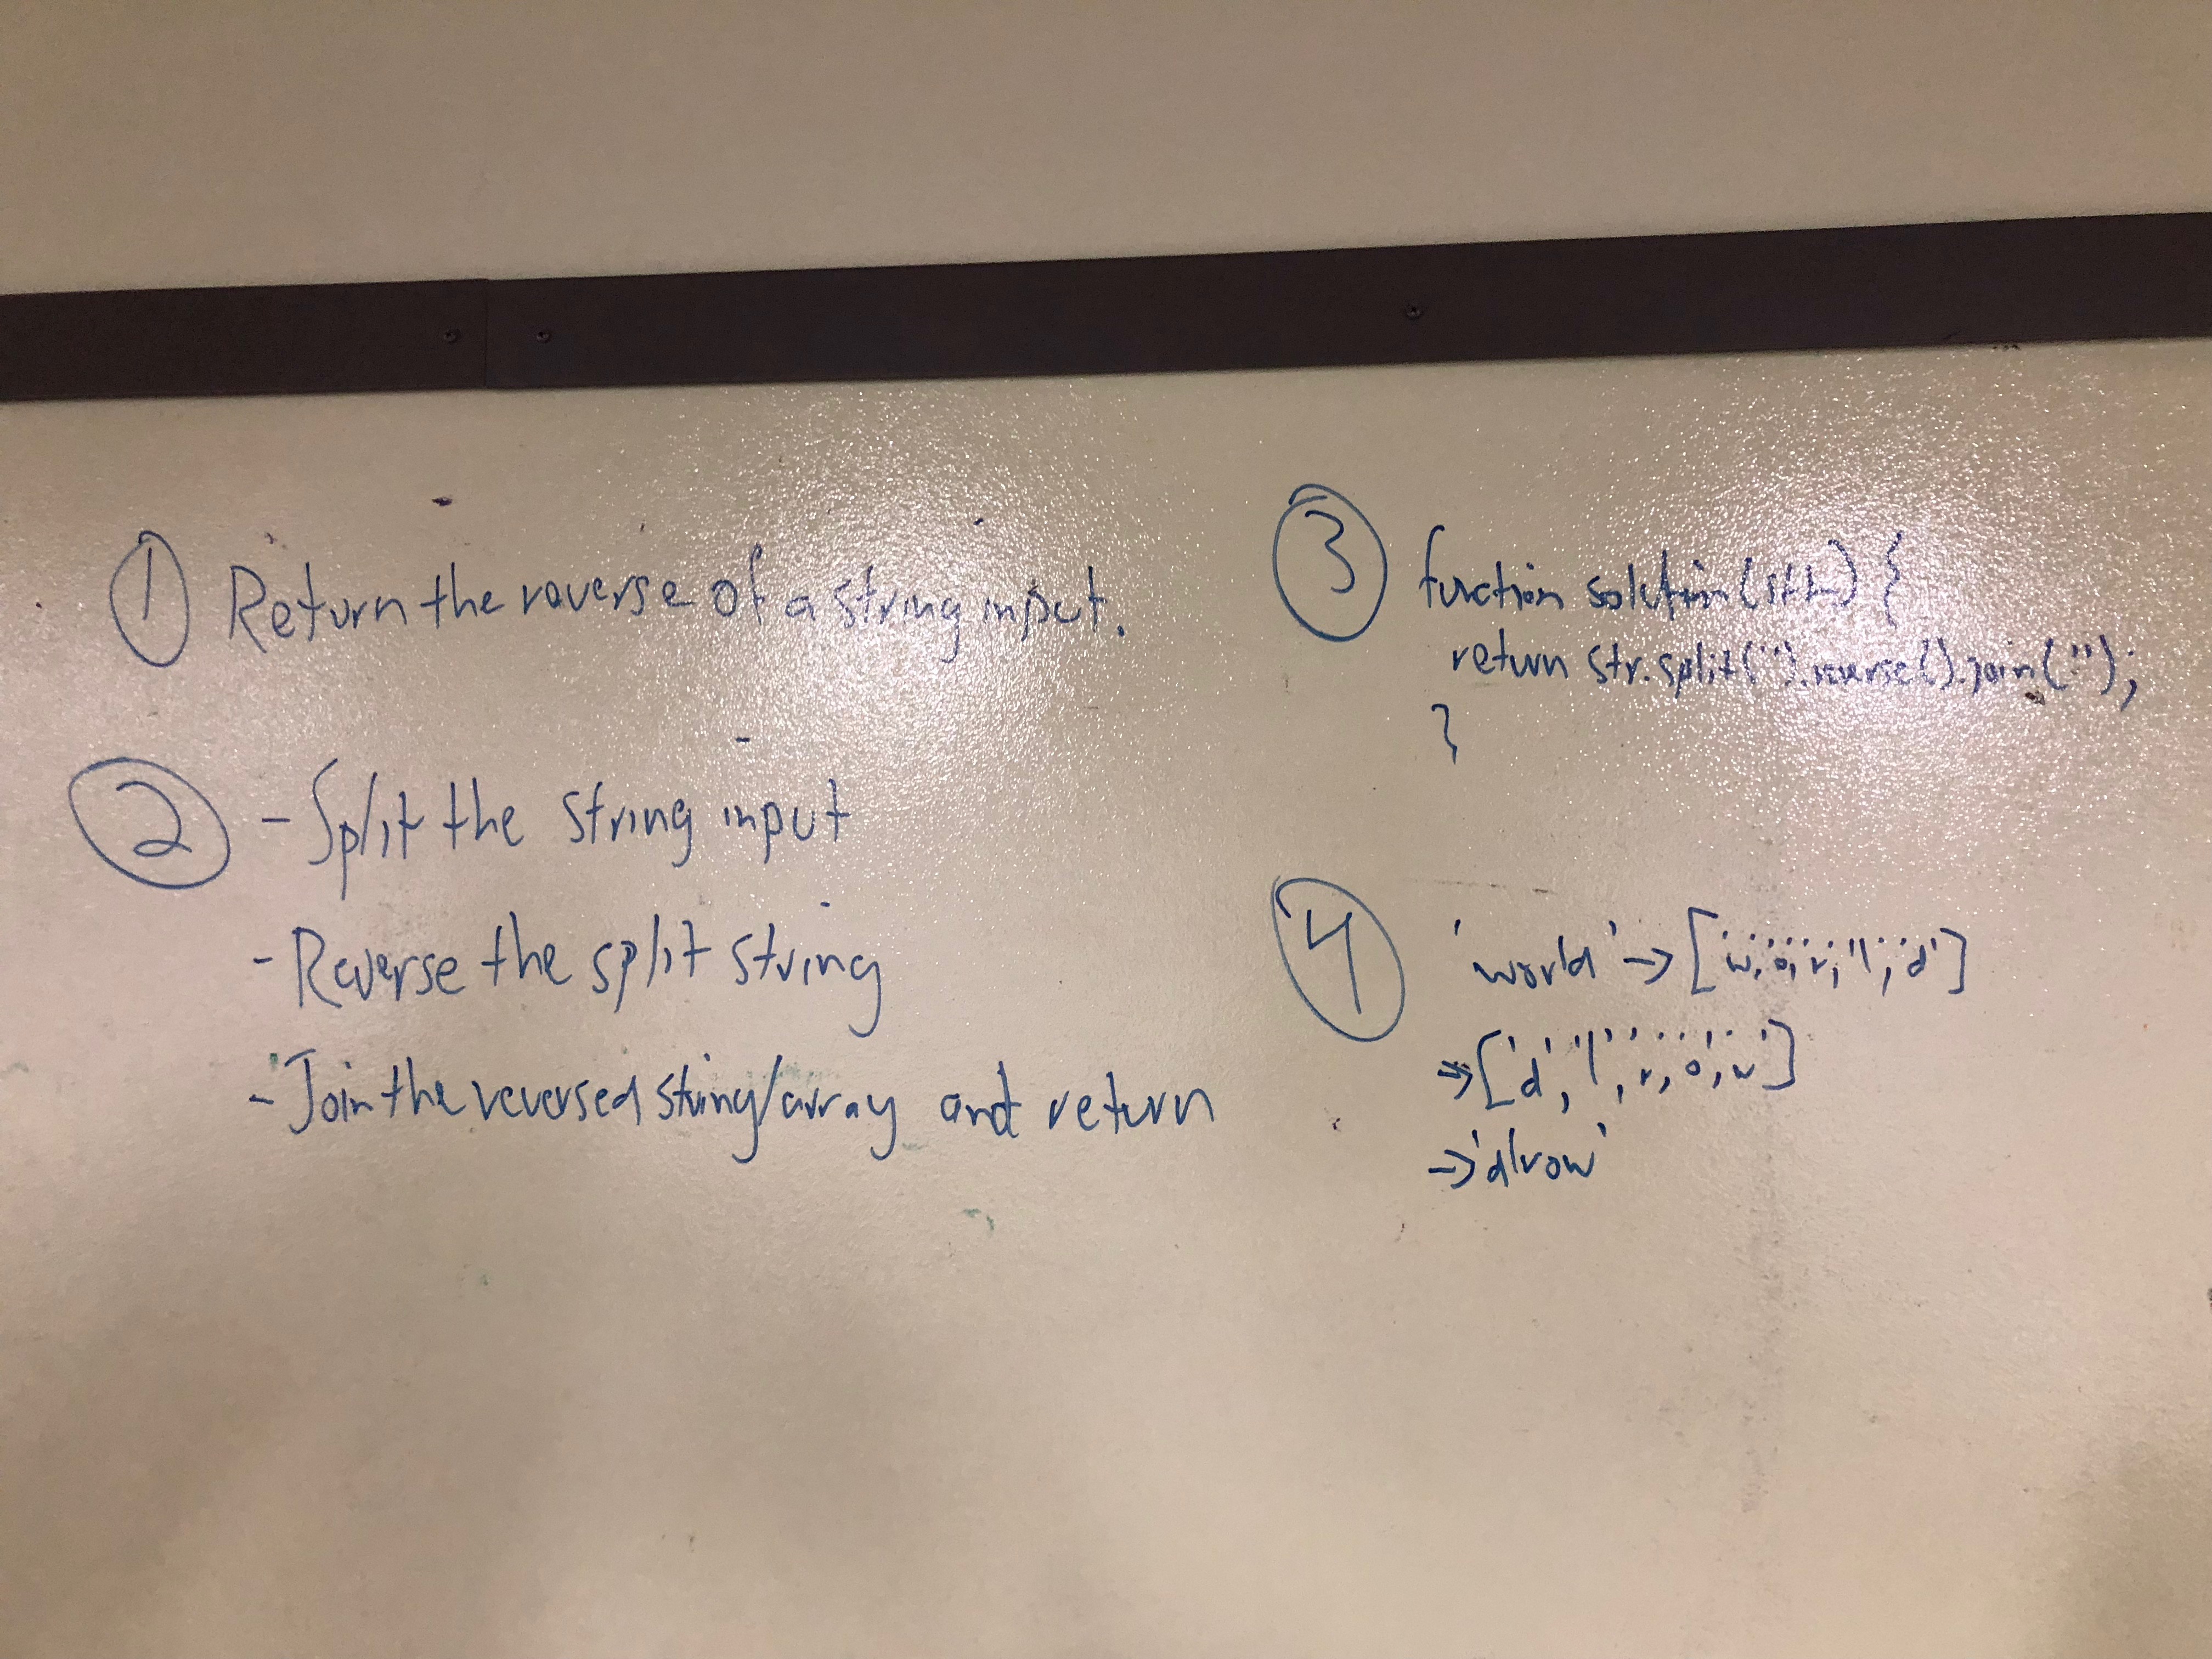 ① Return the reverse of a string input.
② - Split the string input
- Reverse the split string
- Join the reversed string/array and return
③ function solution(str) {
return str.split('').reverse().join('');
}
④ 'world' → ['w','o','r','l','d']
→ ['d','l','r','o','w']
→ 'dlrow'